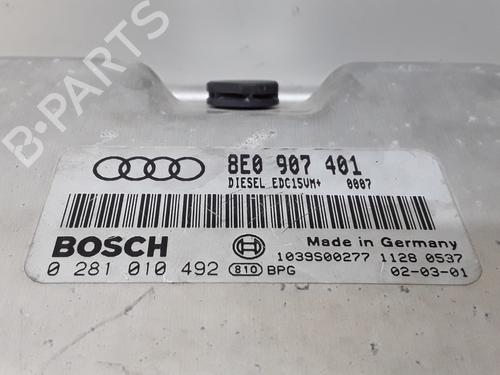 B-PARTS
8E0 907 401
DIESEL EDC15VM+ 0007
BOSCH
Made in Germany
0 281 010 492 810 BPG
1039S00277 1128 0537
02-03-01